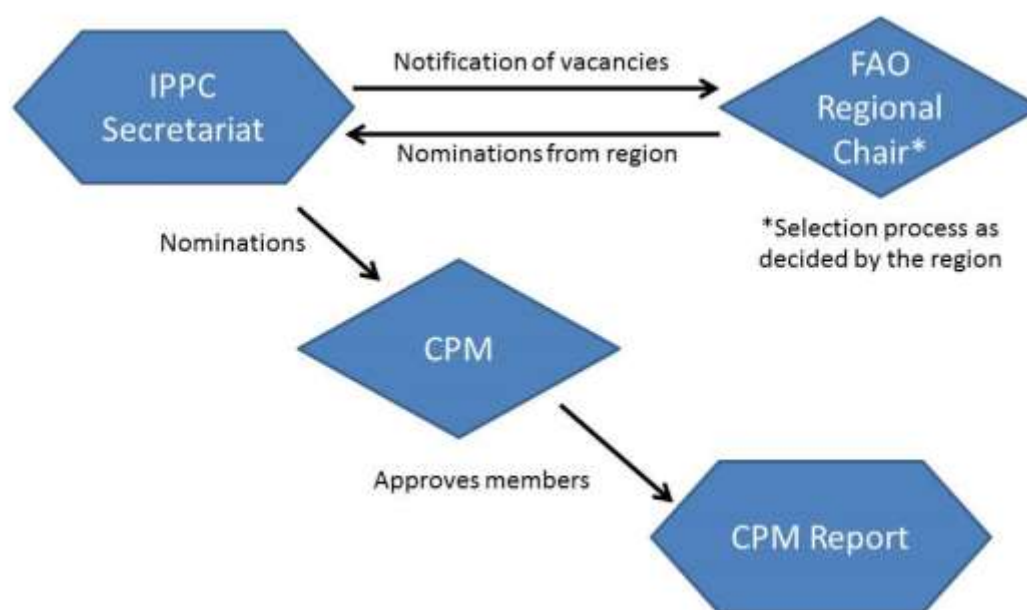 IPPC
Secretariat
Notification of vacancies
Nominations from region
FAO
Regional
Chair*
*Selection process as
decided by the region
Nominations
CPM
Approves members
CPM Report